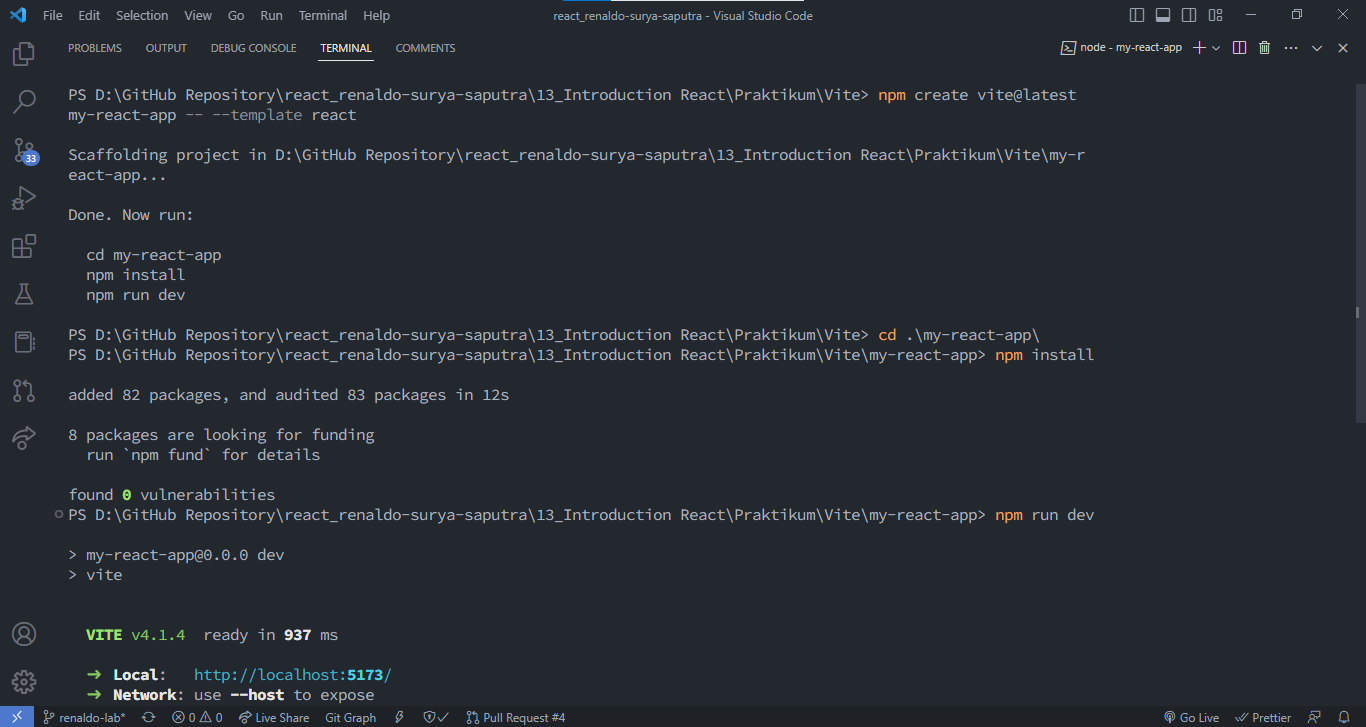 File Edit Selection View Go Run Terminal Help react_renaldo-surya-saputra - Visual Studio Code
PROBLEMS OUTPUT DEBUG CONSOLE TERMINAL COMMENTS node - my-react-app
PS D:\GitHub Repository\react_renaldo-surya-saputra\13_Introduction React\Praktikum\Vite> npm create vite@latest
my-react-app -- --template react
Scaffolding project in D:\GitHub Repository\react_renaldo-surya-saputra\13_Introduction React\Praktikum\Vite\my-r
eact-app...
Done. Now run:
cd my-react-app
npm install
npm run dev
PS D:\GitHub Repository\react_renaldo-surya-saputra\13_Introduction React\Praktikum\Vite> cd .\my-react-app\
PS D:\GitHub Repository\react_renaldo-surya-saputra\13_Introduction React\Praktikum\Vite\my-react-app> npm install
added 82 packages, and audited 83 packages in 12s
8 packages are looking for funding
run `npm fund` for details
found 0 vulnerabilities
PS D:\GitHub Repository\react_renaldo-surya-saputra\13_Introduction React\Praktikum\Vite\my-react-app> npm run dev
> my-react-app@0.0.0 dev
> vite
VITE v4.1.4 ready in 937 ms
➜ Local: http://localhost:5173/
➜ Network: use --host to expose
33
renaldo-lab* 0 0 Live Share Git Graph Pull Request #4 Go Live Prettier